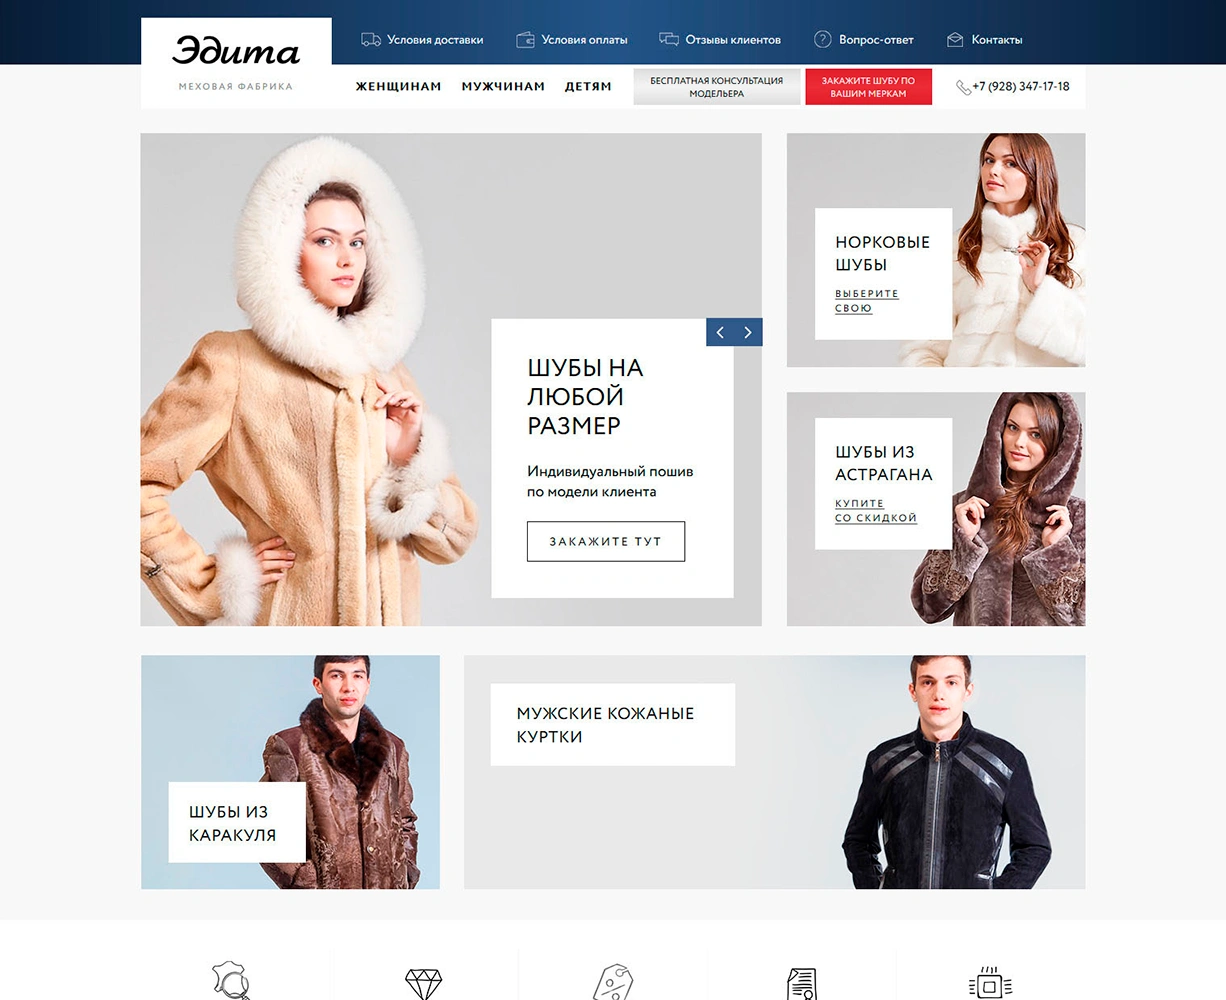 Эдита
МЕХОВАЯ ФАБРИКА
Условия доставки
Условия оплаты
Отзывы клиентов
Вопрос-ответ
Контакты
ЖЕНЩИНАМ
МУЖЧИНАМ
ДЕТЯМ
БЕСПЛАТНАЯ КОНСУЛЬТАЦИЯ
МОДЕЛЬЕРА
ЗАКАЖИТЕ ШУБУ ПО
ВАШИМ МЕРКАМ
+7 (928) 347-17-18
ШУБЫ НА
ЛЮБОЙ
РАЗМЕР
Индивидуальный пошив
по модели клиента
ЗАКАЖИТЕ ТУТ
НОРКОВЫЕ
ШУБЫ
ВЫБЕРИТЕ
СВОЮ
ШУБЫ ИЗ
АСТРАГАНА
КУПИТЕ
СО СКИДКОЙ
ШУБЫ ИЗ
КАРАКУЛЯ
МУЖСКИЕ КОЖАНЫЕ
КУРТКИ